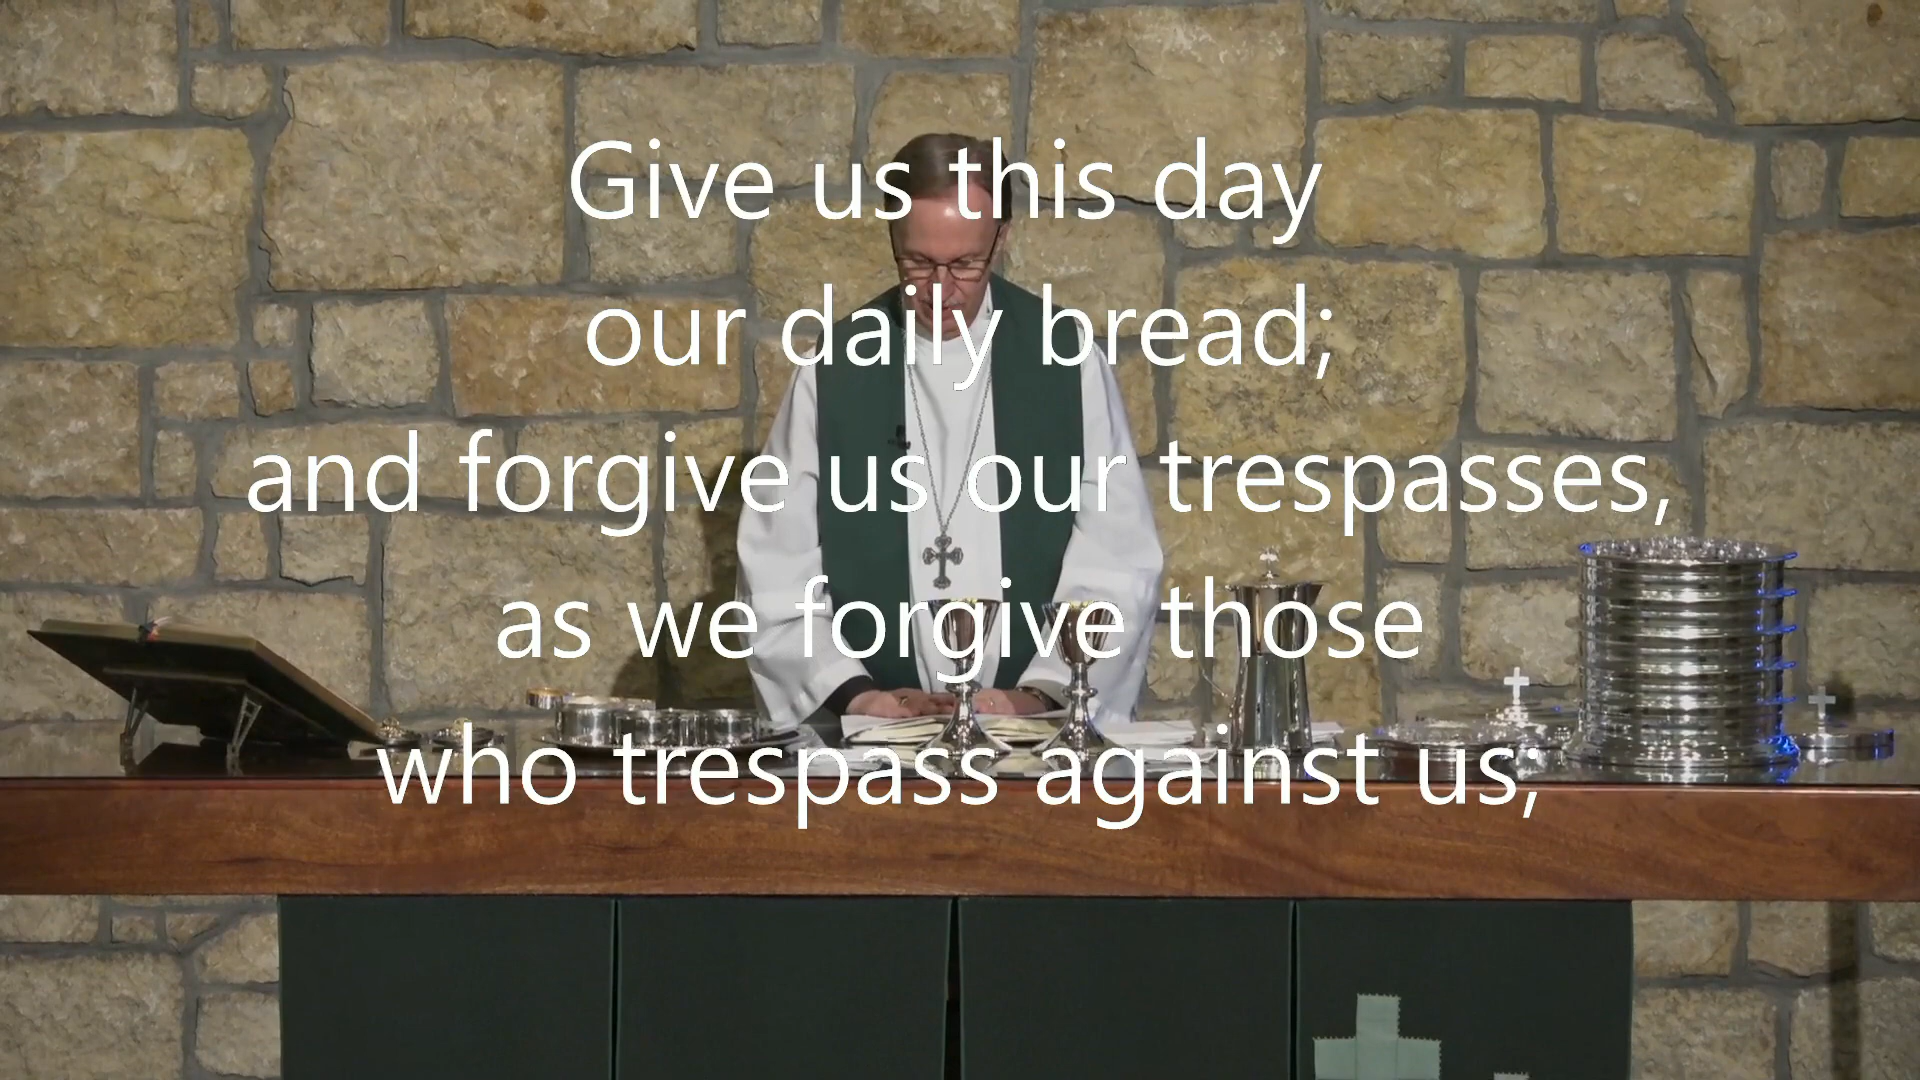 Give us this day
our daily bread;
and forgive us our trespasses,
as we forgive those
who trespass against us;